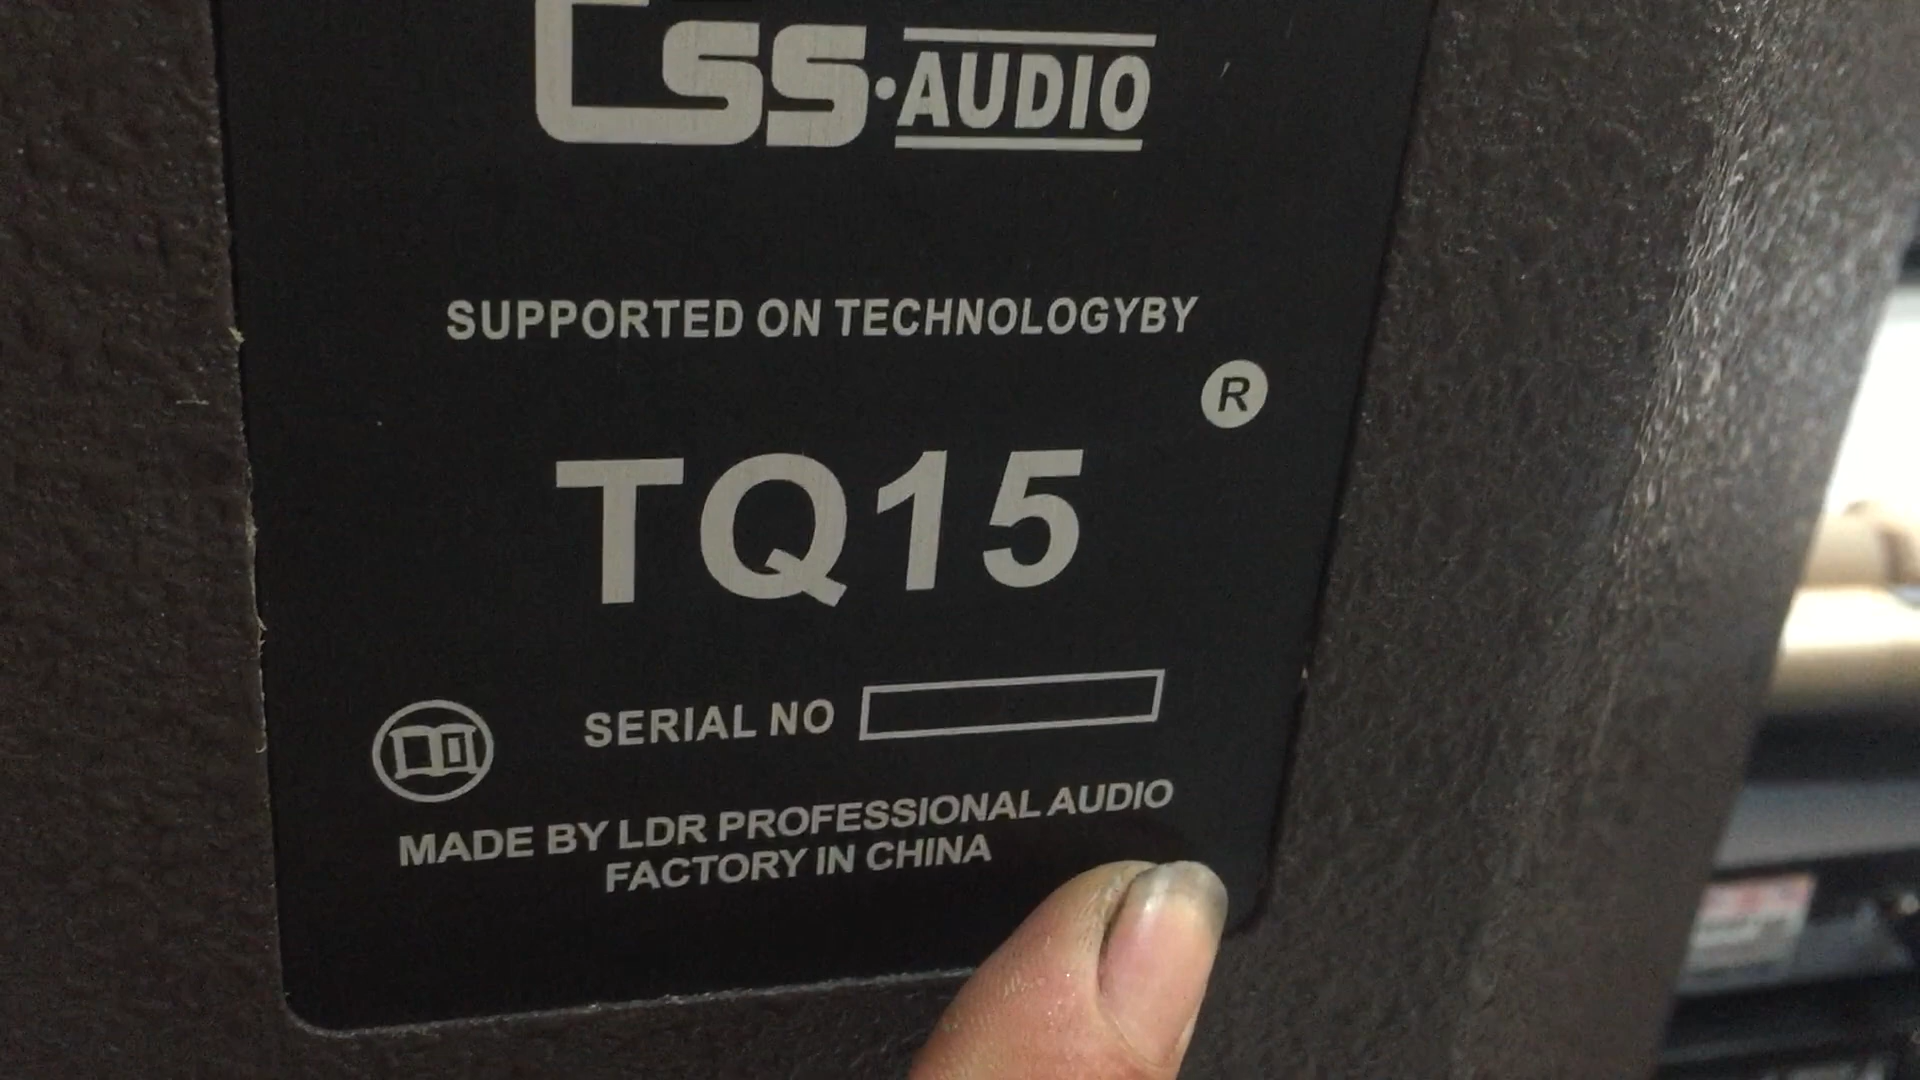 CSS·AUDIO
SUPPORTED ON TECHNOLOGYBY
R
TQ15
SERIAL NO
MADE BY LDR PROFESSIONAL AUDIO
FACTORY IN CHINA